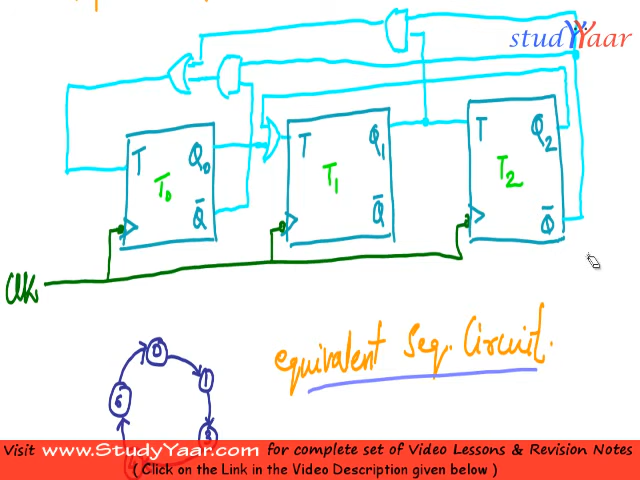 studYYaar
T Q0 T Q1 T Q2
T0 T1 T2
Q̅ Q̅ Q̅
Clk
equivalent Seq. Circuit.
0
1
6
3
Visit www.StudyYaar.com for complete set of Video Lessons & Revision Notes
( Click on the Link in the Video Description given below )